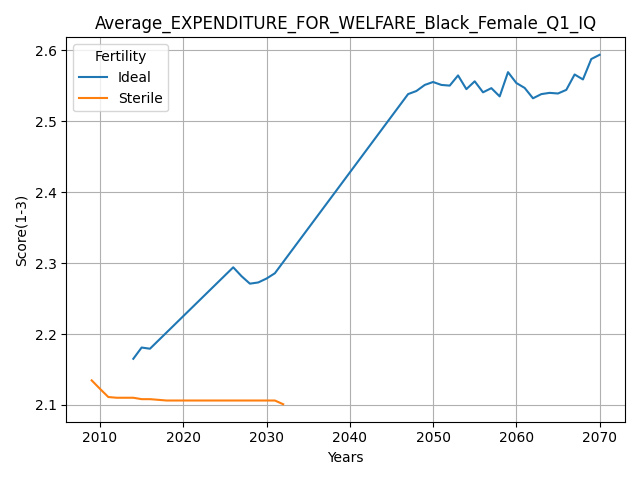 Average_EXPENDITURE_FOR_WELFARE_Black_Female_Q1_IQ
Fertility
Ideal
Sterile
Score(1-3)
2.6
2.5
2.4
2.3
2.2
2.1
2010 2020 2030 2040 2050 2060 2070
Years